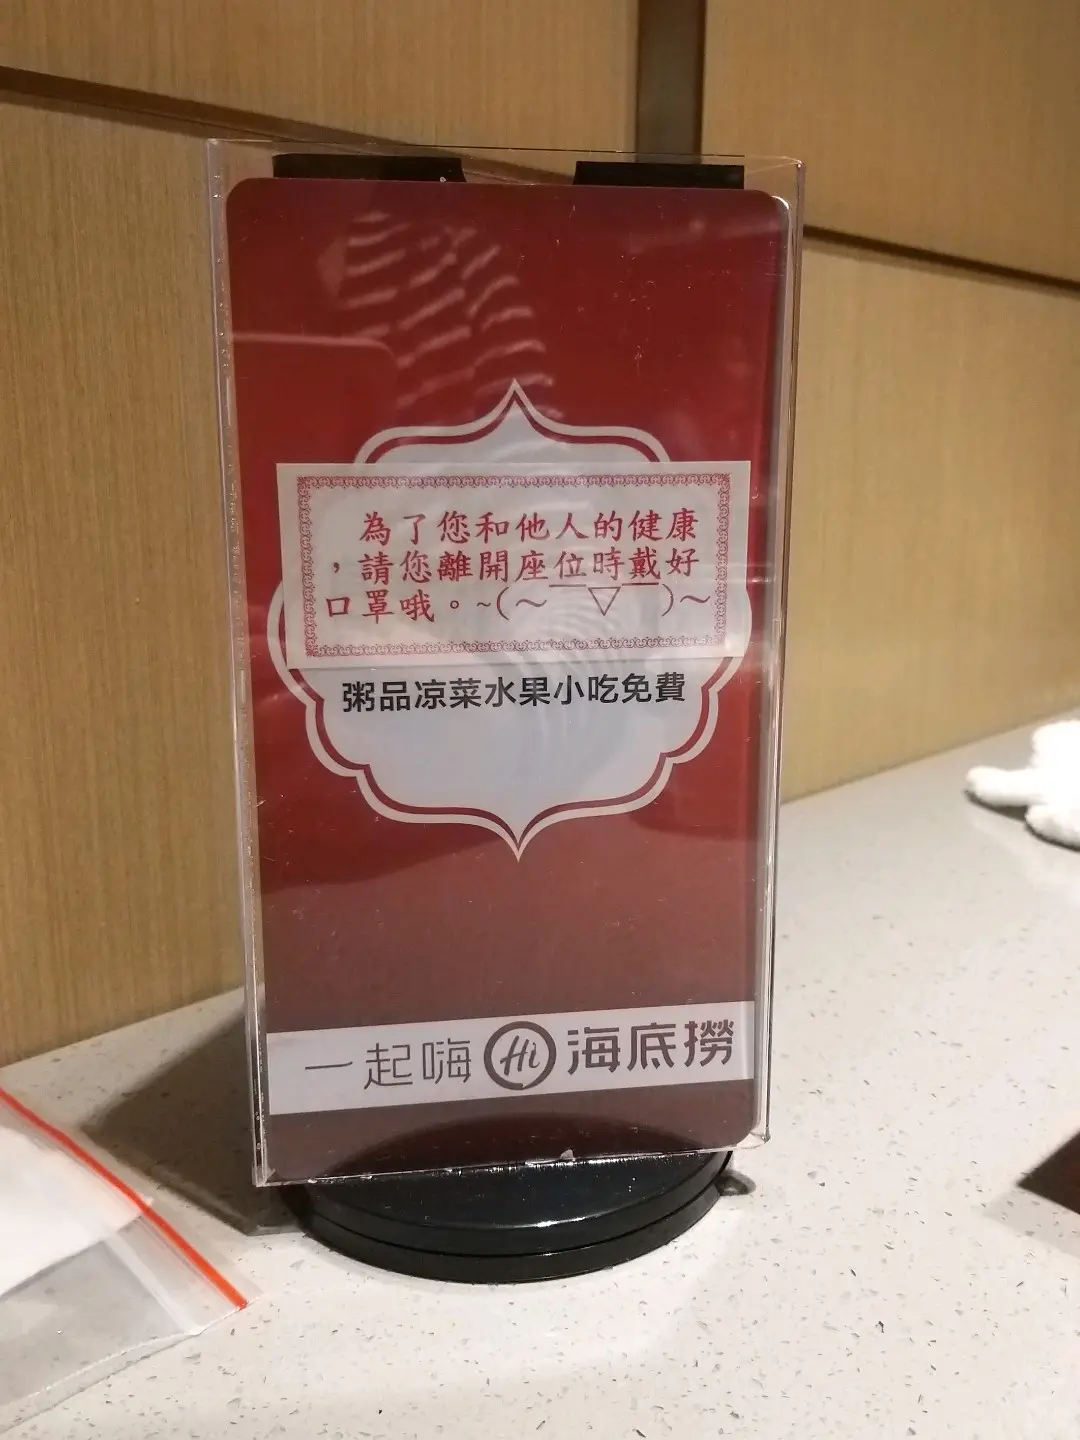 為了您和他人的健康
，請您離開座位時戴好
口罩哦。~(～￣▽￣)～
粥品凉菜水果小吃免費
一起嗨 Hi 海底撈